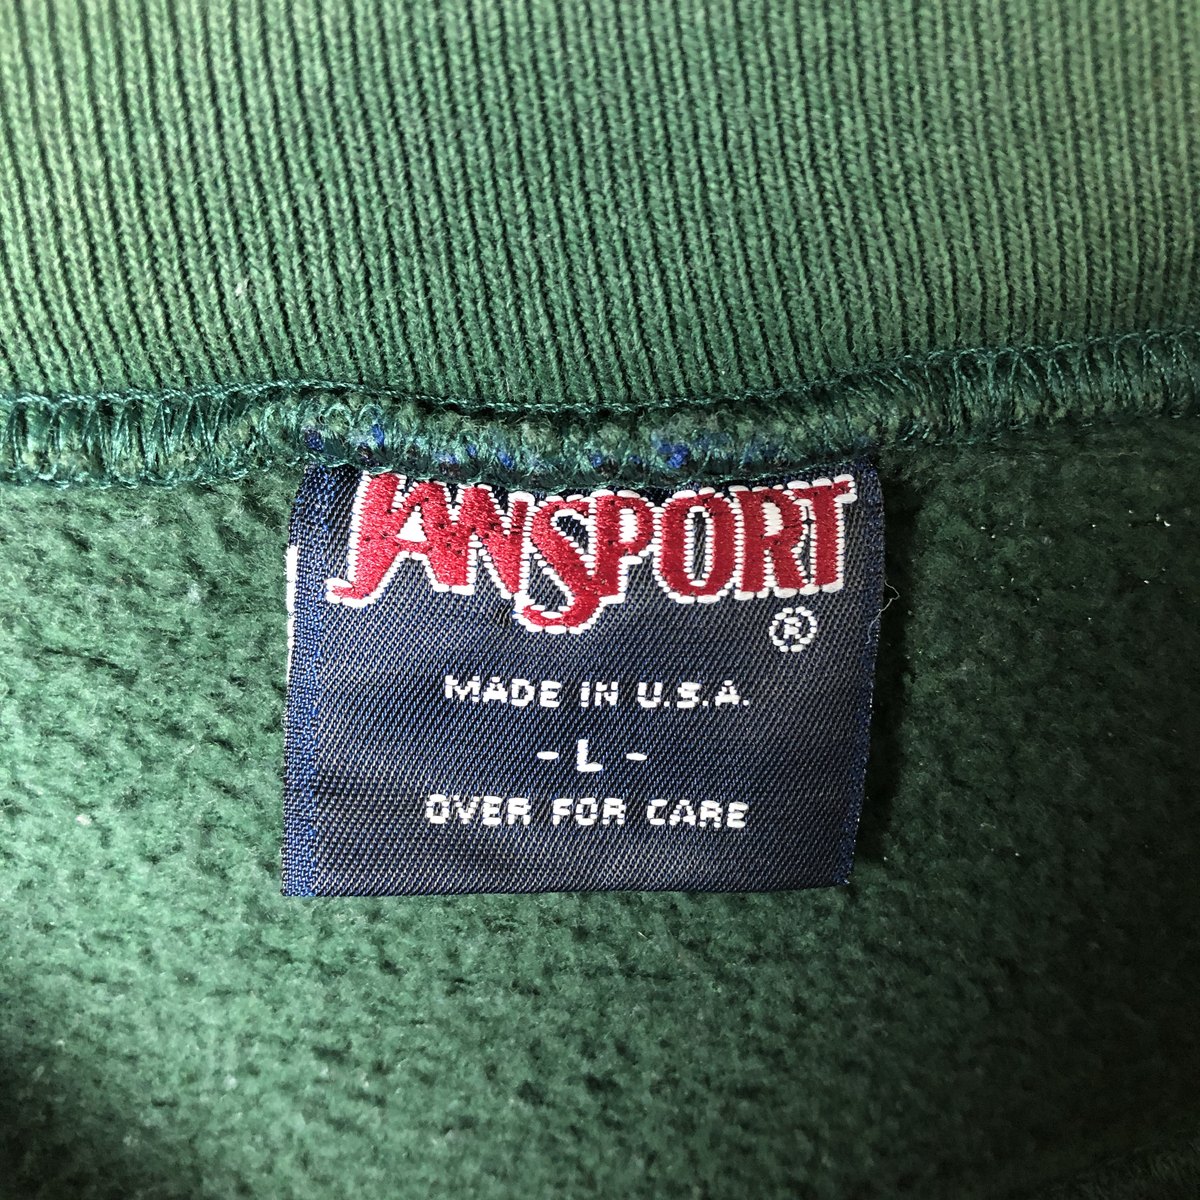 JANSPORT
®
MADE IN U.S.A.
- L -
OVER FOR CARE